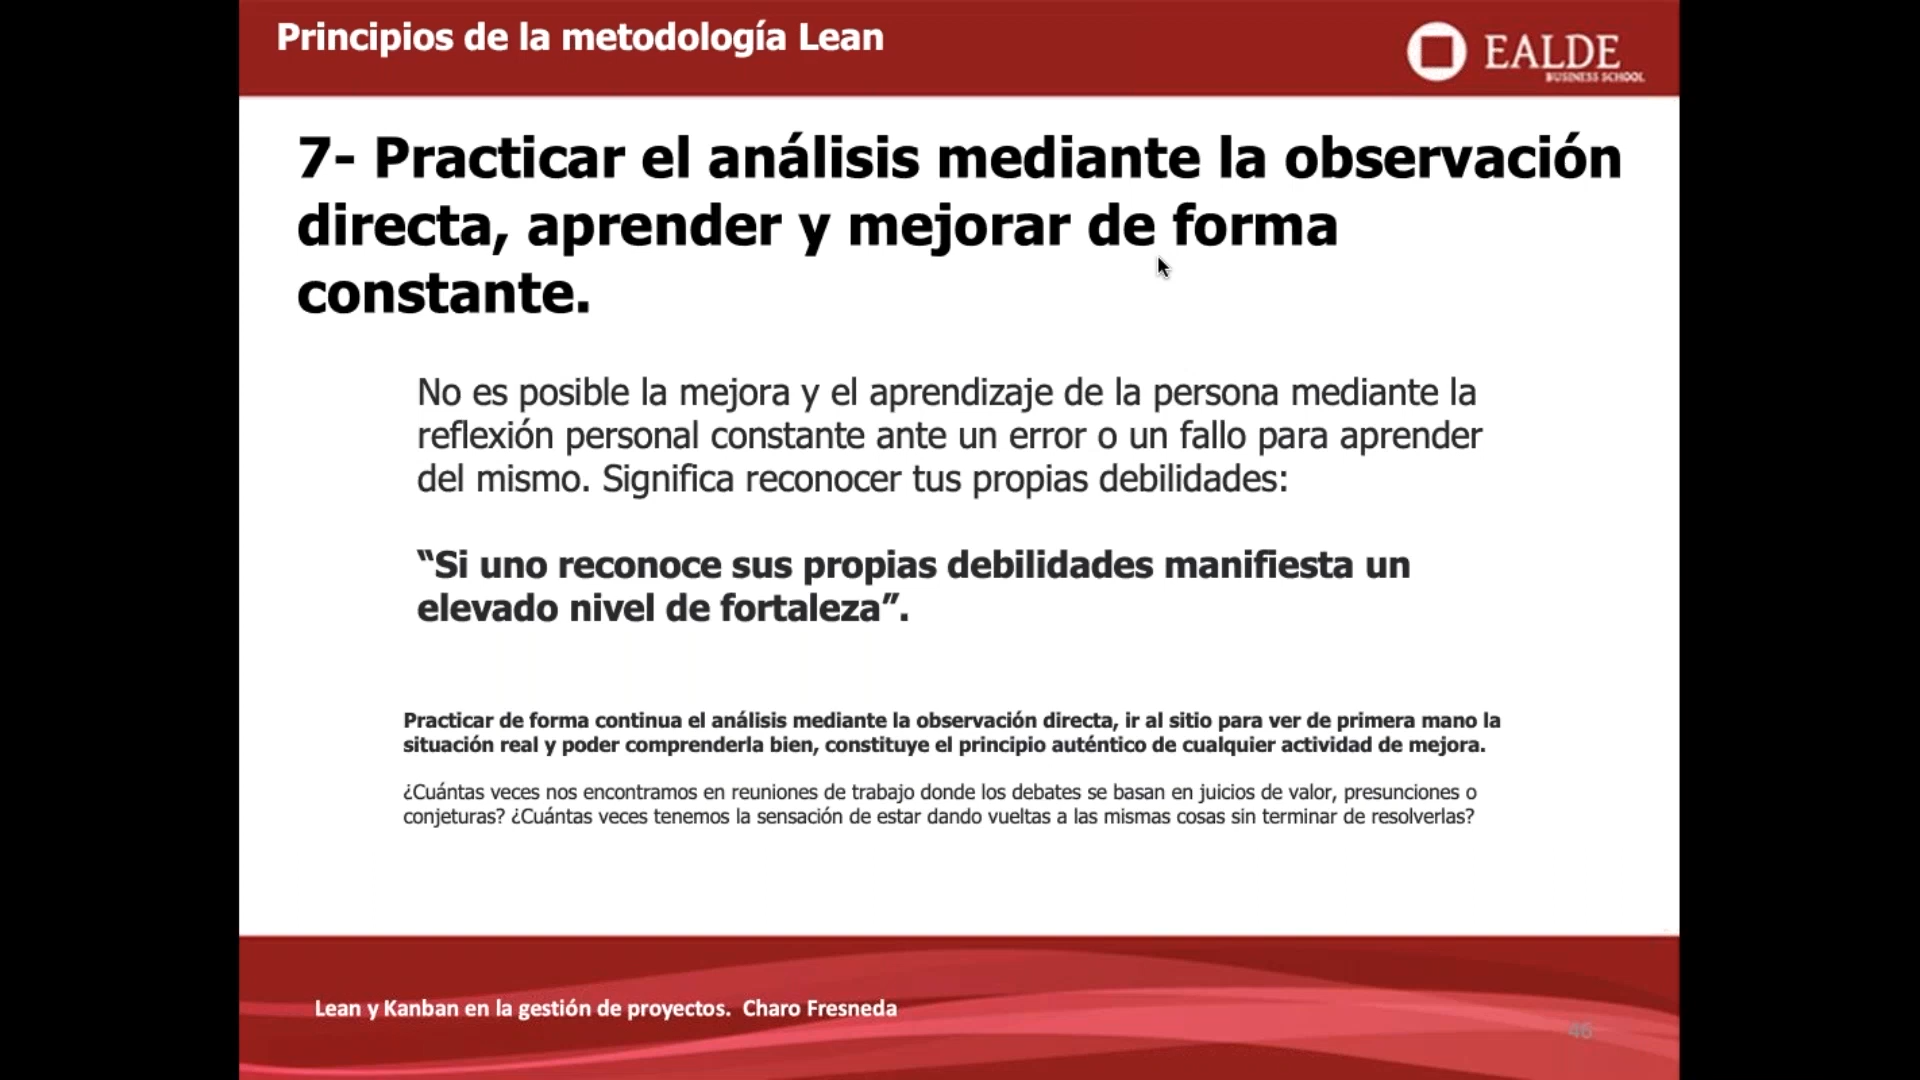 Principios de la metodología Lean
EALDE
BUSINESS SCHOOL
7- Practicar el análisis mediante la observación
directa, aprender y mejorar de forma
constante.
No es posible la mejora y el aprendizaje de la persona mediante la
reflexión personal constante ante un error o un fallo para aprender
del mismo. Significa reconocer tus propias debilidades:
“Si uno reconoce sus propias debilidades manifiesta un
elevado nivel de fortaleza”.
Practicar de forma continua el análisis mediante la observación directa, ir al sitio para ver de primera mano la
situación real y poder comprenderla bien, constituye el principio auténtico de cualquier actividad de mejora.
¿Cuántas veces nos encontramos en reuniones de trabajo donde los debates se basan en juicios de valor, presunciones o
conjeturas? ¿Cuántas veces tenemos la sensación de estar dando vueltas a las mismas cosas sin terminar de resolverlas?
Lean y Kanban en la gestión de proyectos.  Charo Fresneda
46